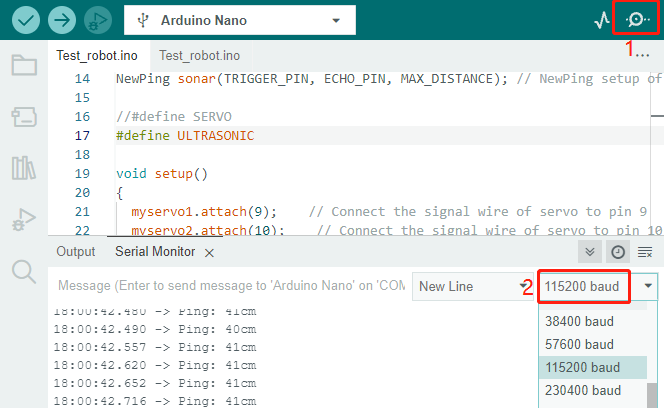 Arduino Nano
1
Test_robot.ino Test_robot.ino ...
14 NewPing sonar(TRIGGER_PIN, ECHO_PIN, MAX_DISTANCE); // NewPing setup of
15
16 //#define SERVO
17 #define ULTRASONIC
18
19 void setup()
20 {
21 myservo1.attach(9); // Connect the signal wire of servo to pin 9
22 myservo2.attach(10); // Connect the signal wire of servo to pin 10
Output Serial Monitor
Message (Enter to send message to 'Arduino Nano' on 'COM New Line 2 115200 baud
18:00:42.480 -> Ping: 41cm
18:00:42.490 -> Ping: 40cm
18:00:42.557 -> Ping: 41cm
18:00:42.620 -> Ping: 41cm
18:00:42.652 -> Ping: 41cm
18:00:42.716 -> Ping: 41cm
38400 baud
57600 baud
115200 baud
230400 baud